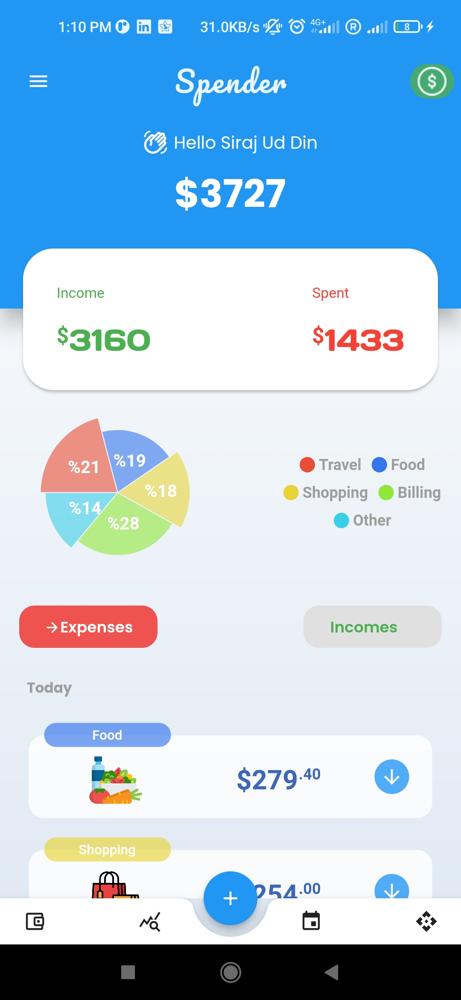 1:10 PM in 31.0KB/s 4G+ R 8
Spender $
Hello Siraj Ud Din
$3727
Income Spent
$3160 $1433
%21 %19
%18
%14
%28
Travel Food
Shopping Billing
Other
Expenses Incomes
Today
Food
$279.40
Shopping
254.00